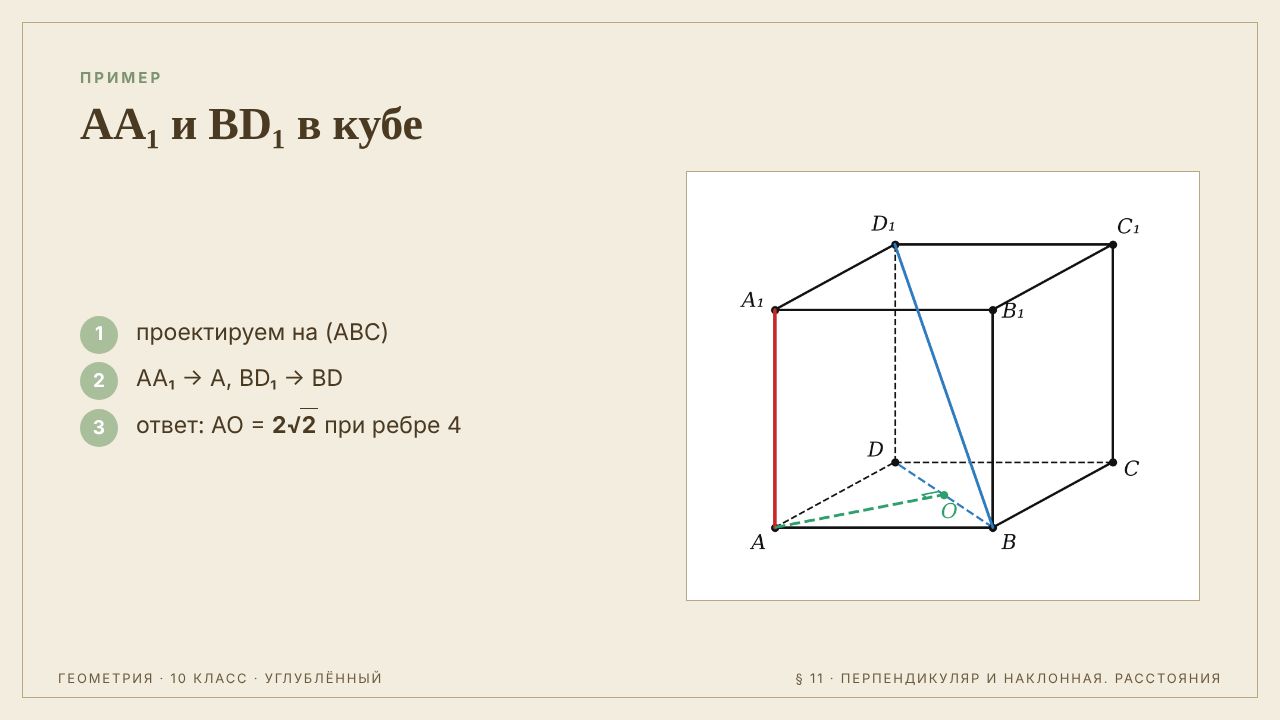 ПРИМЕР
AA₁ и BD₁ в кубе
1 проектируем на (ABC)
2 AA₁ → A, BD₁ → BD
3 ответ: AO = 2√2 при ребре 4
D₁
C₁
A₁
B₁
D
C
O
A
B
ГЕОМЕТРИЯ · 10 КЛАСС · УГЛУБЛЁННЫЙ
§ 11 · ПЕРПЕНДИКУЛЯР И НАКЛОННАЯ. РАССТОЯНИЯ